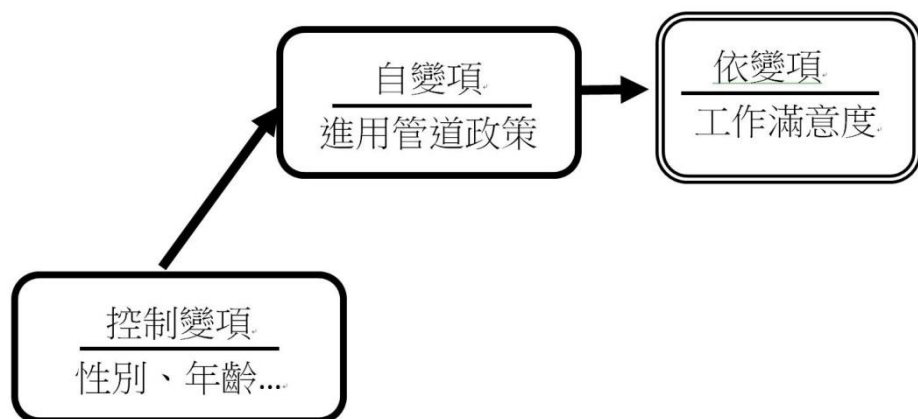 自變項
進用管道政策
依變項
工作滿意度
控制變項
性別、年齡...